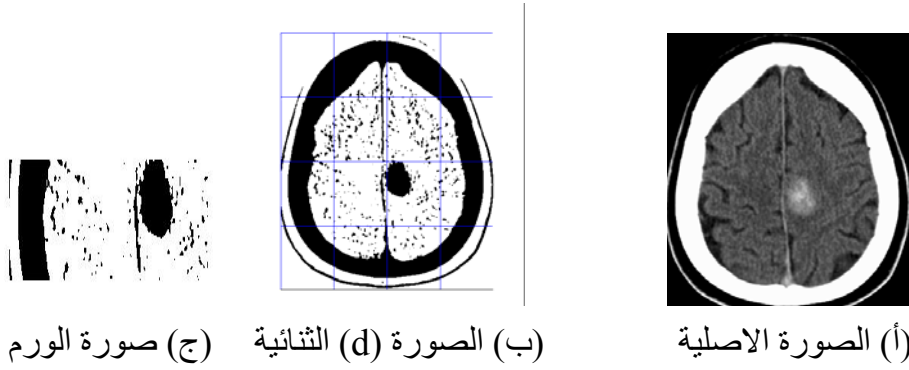 (أ) الصورة الاصلية (ب) الصورة (d) الثنائية (ج) صورة الورم